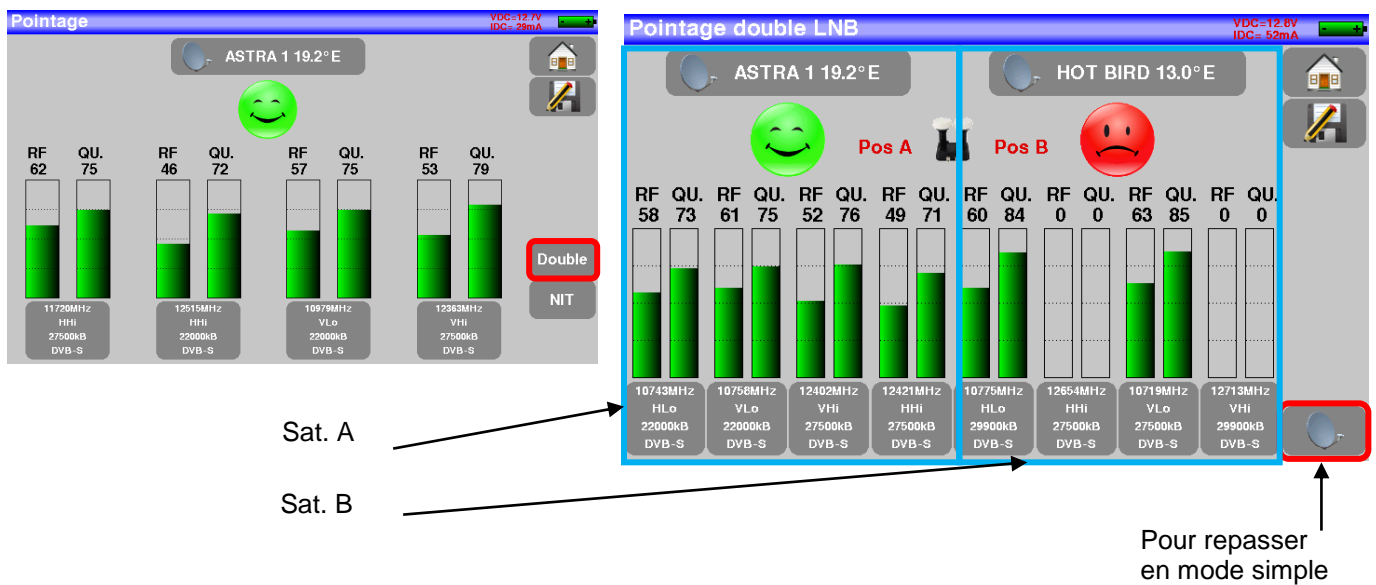 Pointage
VDC=12.7V
IDC= 29mA
ASTRA 1 19.2°E
RF QU. RF QU. RF QU. RF QU.
62 75 46 72 57 75 53 79
Double
NIT
11720MHz 12515MHz 10979MHz 12363MHz
HHi HHi VLo VHi
27500kB 22000kB 22000kB 27500kB
DVB-S DVB-S DVB-S DVB-S
Pointage double LNB
VDC=12.8V
IDC= 52mA
ASTRA 1 19.2°E HOT BIRD 13.0°E
Pos A Pos B
RF QU. RF QU. RF QU. RF QU. RF QU. RF QU. RF QU. RF QU.
58 73 61 75 52 76 49 71 60 84 0 0 63 85 0 0
10743MHz 10758MHz 12402MHz 12421MHz 10775MHz 12654MHz 10719MHz 12713MHz
HLo VLo VHi HHi HLo HHi VLo VHi
22000kB 22000kB 27500kB 27500kB 29900kB 27500kB 27500kB 29900kB
DVB-S DVB-S DVB-S DVB-S DVB-S DVB-S DVB-S DVB-S
Sat. A
Sat. B
Pour repasser
en mode simple